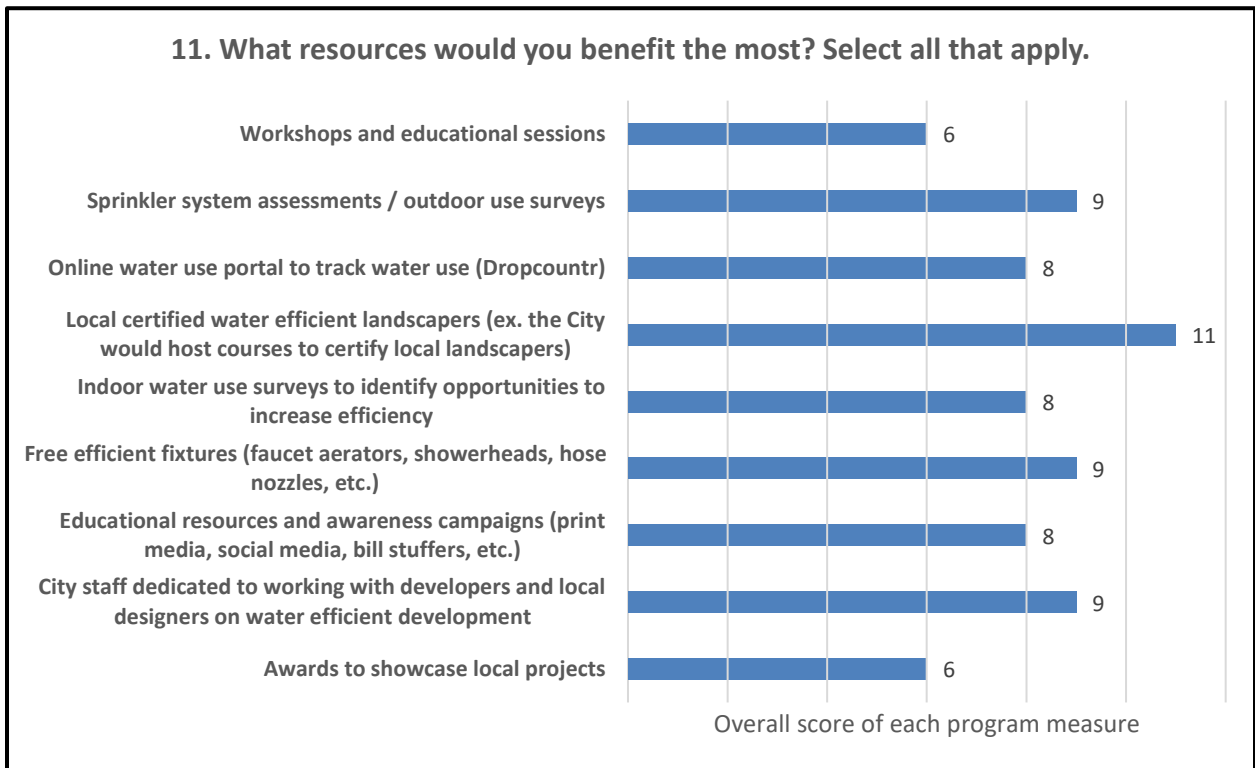 11. What resources would you benefit the most? Select all that apply.
Workshops and educational sessions
6
Sprinkler system assessments / outdoor use surveys
9
Online water use portal to track water use (Dropcountr)
8
Local certified water efficient landscapers (ex. the City
would host courses to certify local landscapers)
11
Indoor water use surveys to identify opportunities to
increase efficiency
8
Free efficient fixtures (faucet aerators, showerheads, hose
nozzles, etc.)
9
Educational resources and awareness campaigns (print
media, social media, bill stuffers, etc.)
8
City staff dedicated to working with developers and local
designers on water efficient development
9
Awards to showcase local projects
6
Overall score of each program measure